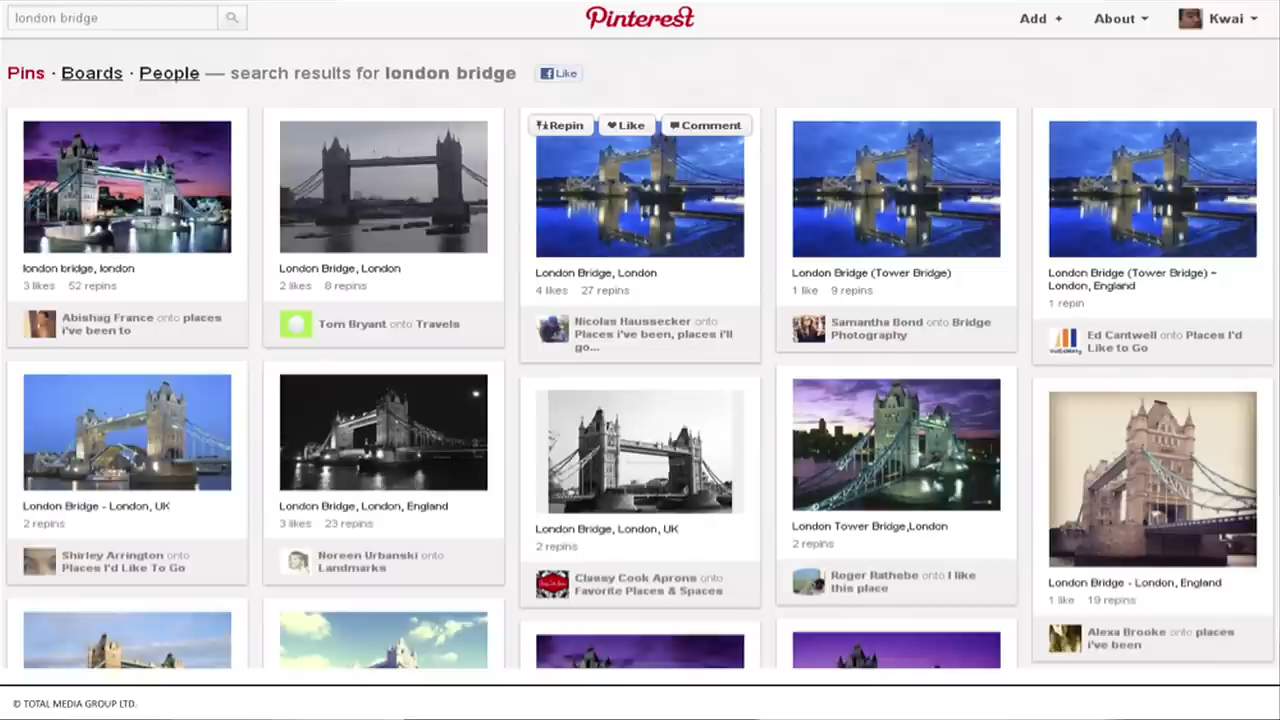 london bridge
Pinterest
Add +
About
Kwai
Pins · Boards · People — search results for london bridge
Like
london bridge, london
3 likes 52 repins
Abishag France onto places
i've been to
London Bridge, London
2 likes 8 repins
Tom Bryant onto Travels
Repin Like Comment
London Bridge, London
4 likes 27 repins
Nicolas Haussecker onto
Places i've been, places i'll
go...
London Bridge (Tower Bridge)
1 like 9 repins
Samantha Bond onto Bridge
Photography
London Bridge (Tower Bridge) ~
London, England
1 repin
Ed Cantwell onto Places I'd
Like to Go
London Bridge - London, UK
2 repins
Shirley Arrington onto
Places I'd Like To Go
London Bridge, London, England
3 likes 23 repins
Noreen Urbanski onto
Landmarks
London Bridge, London, UK
2 repins
Classy Cook Aprons onto
Favorite Places & Spaces
London Tower Bridge,London
2 repins
Roger Rathebe onto I like
this place
London Bridge - London, England
1 like 19 repins
Alexa Brooke onto places
i've been
© TOTAL MEDIA GROUP LTD.